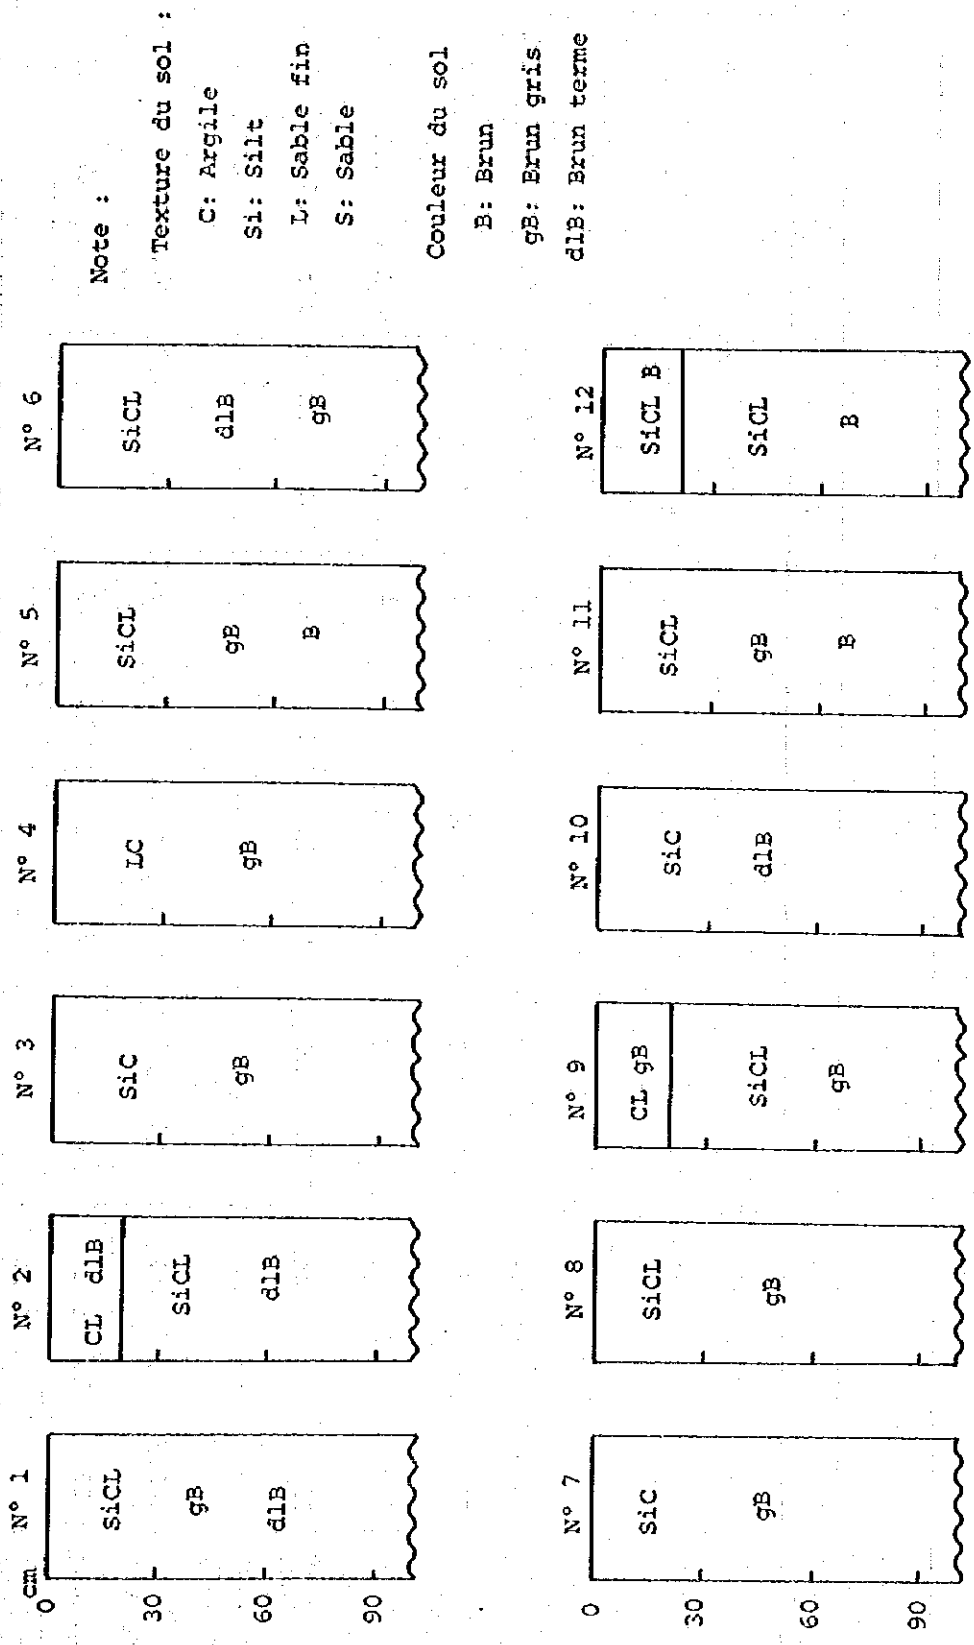 cm
N° 1
N° 2
N° 3
N° 4
N° 5
N° 6
0
30
60
90
SiCL
gB
dlB
CL dlB
SiCL
dlB
SiC
gB
LC
gB
SiCL
gB
B
SiCL
dlB
gB
N° 7
N° 8
N° 9
N° 10
N° 11
N° 12
0
30
60
90
SiC
gB
SiCL
gB
CL gB
SiCL
gB
SiC
dlB
SiCL
gB
B
SiCL B
SiCL
B
Note :
Texture du sol :
C: Argile
Si: Silt
L: Sable fin
S: Sable
Couleur du sol
B: Brun
gB: Brun gris
dlB: Brun terme